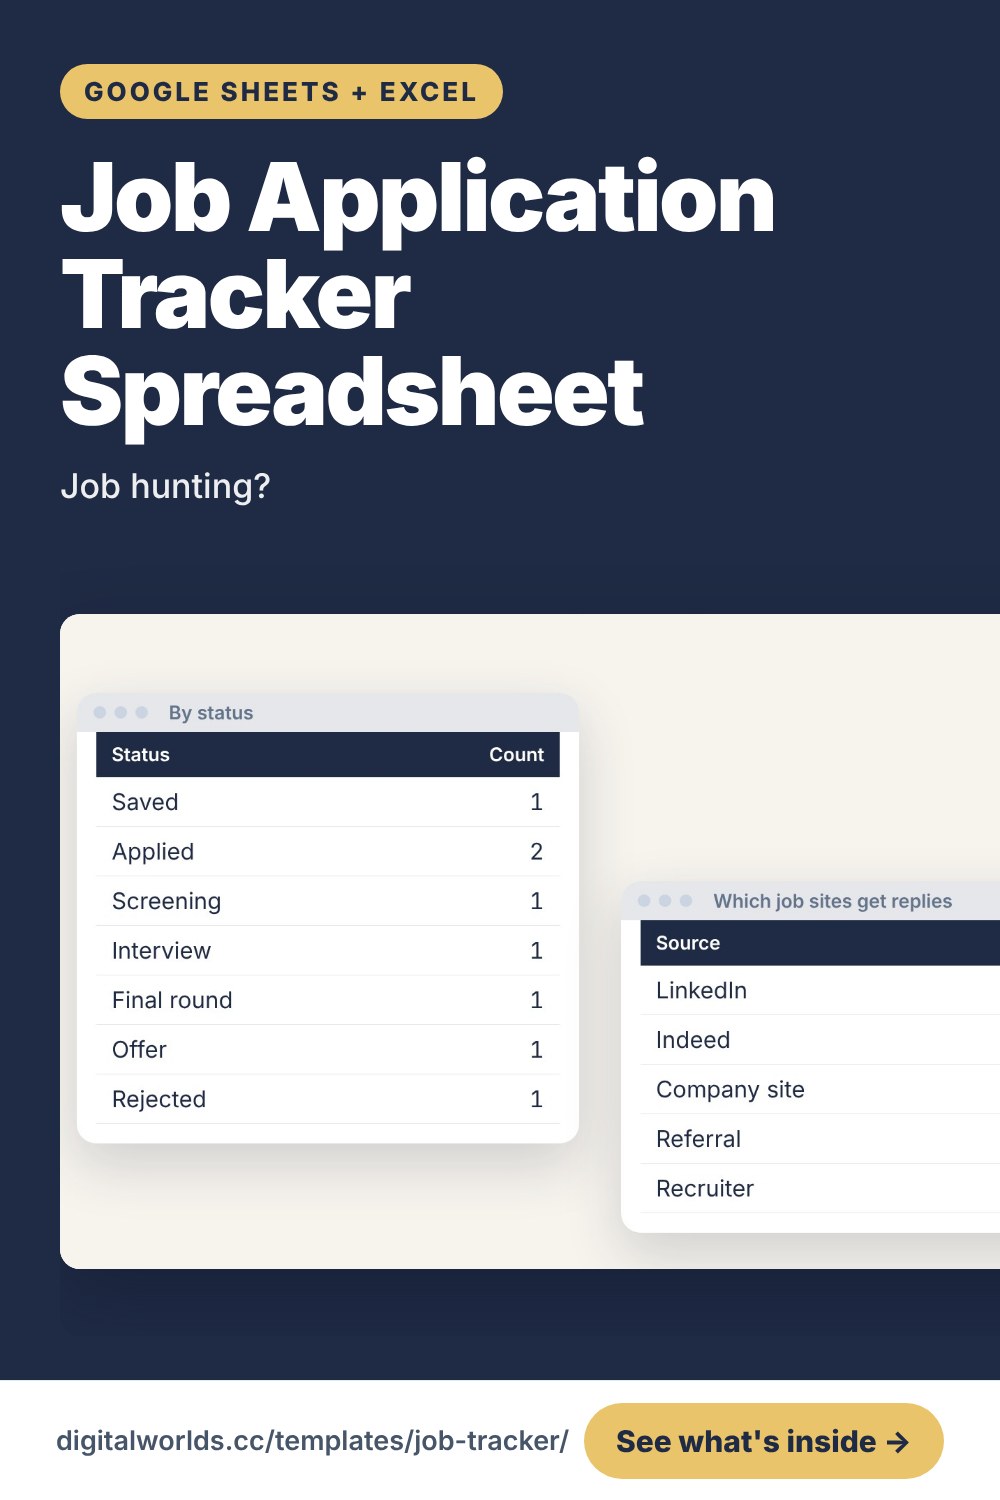 GOOGLE SHEETS + EXCEL
Job Application
Tracker
Spreadsheet
Job hunting?
By status
Status Count
Saved 1
Applied 2
Screening 1
Interview 1
Final round 1
Offer 1
Rejected 1
Which job sites get replies
Source
LinkedIn
Indeed
Company site
Referral
Recruiter
digitalworlds.cc/templates/job-tracker/
See what's inside →